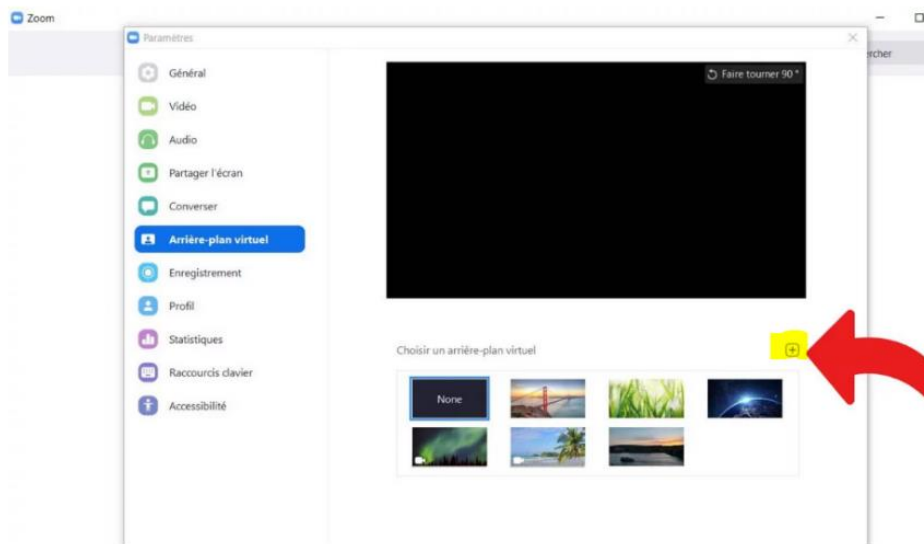 Zoom
Paramètres
Général
Vidéo
Audio
Partager l'écran
Converser
Arrière-plan virtuel
Enregistrement
Profil
Statistiques
Raccourcis clavier
Accessibilité
Faire tourner 90°
Choisir un arrière-plan virtuel
None